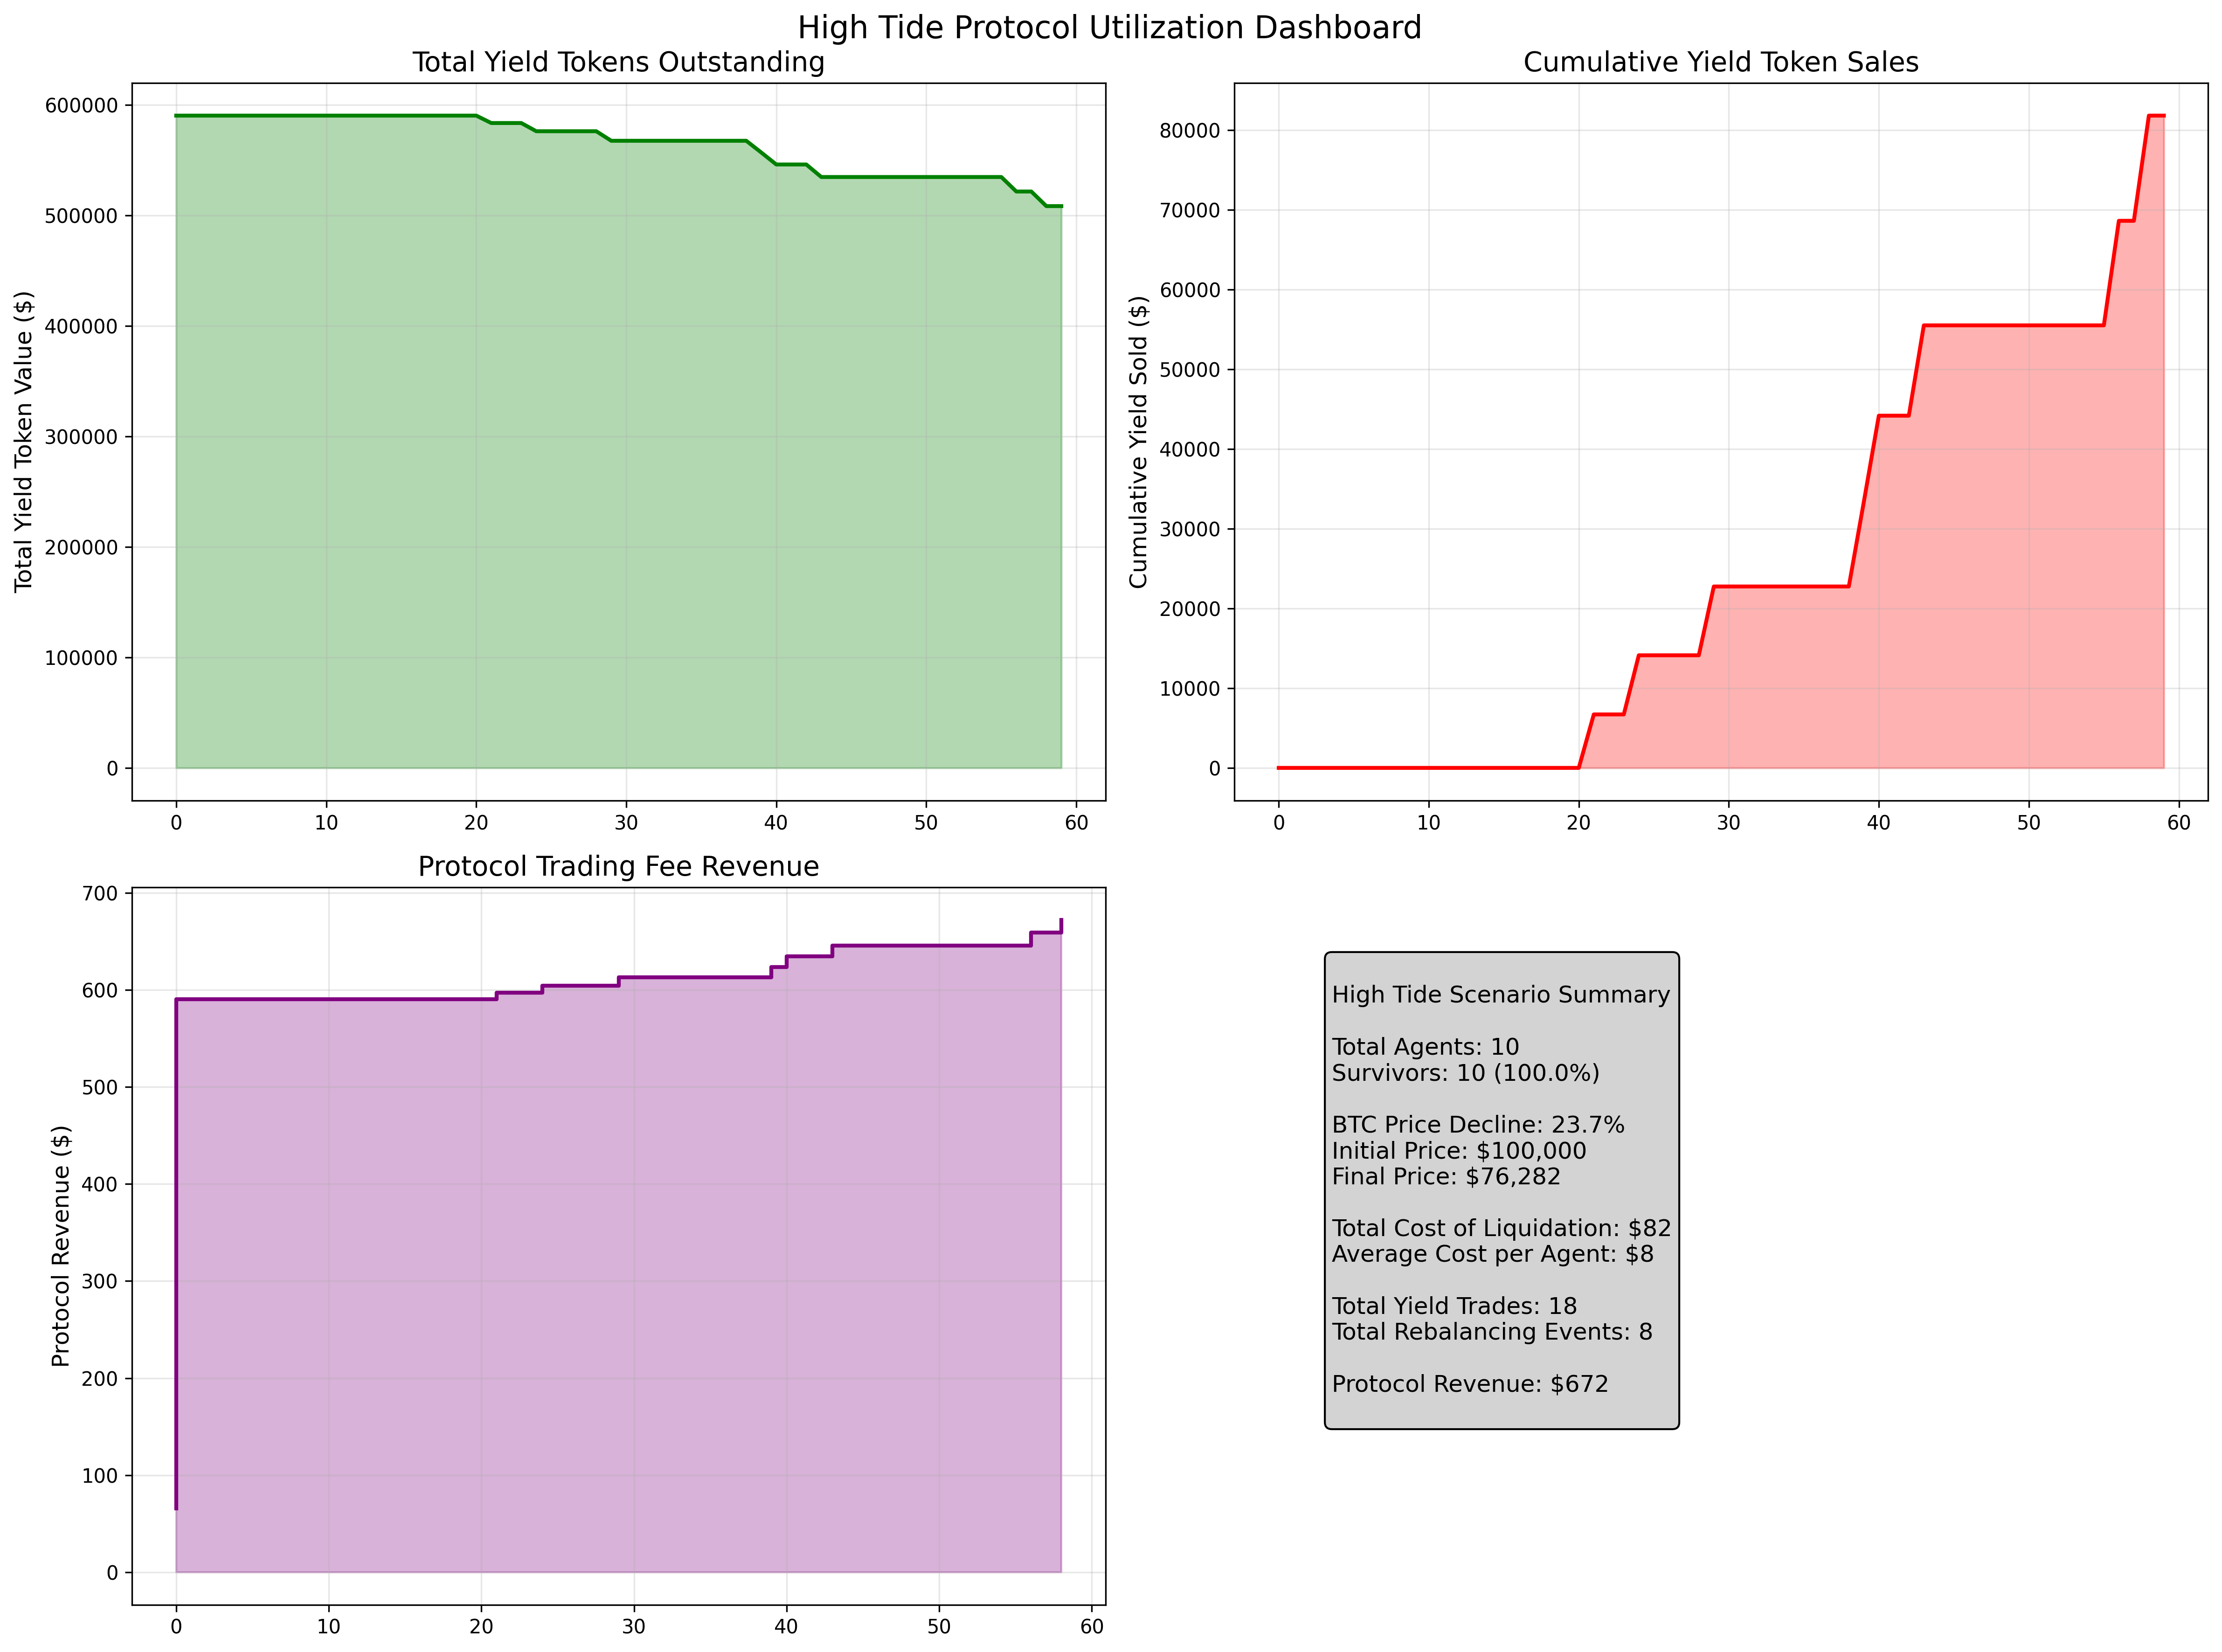 High Tide Protocol Utilization Dashboard
Total Yield Tokens Outstanding
Total Yield Token Value ($)
600000
500000
400000
300000
200000
100000
0
0 10 20 30 40 50 60
Cumulative Yield Token Sales
Cumulative Yield Sold ($)
80000
70000
60000
50000
40000
30000
20000
10000
0
0 10 20 30 40 50 60
Protocol Trading Fee Revenue
Protocol Revenue ($)
700
600
500
400
300
200
100
0
0 10 20 30 40 50 60
High Tide Scenario Summary
Total Agents: 10
Survivors: 10 (100.0%)
BTC Price Decline: 23.7%
Initial Price: $100,000
Final Price: $76,282
Total Cost of Liquidation: $82
Average Cost per Agent: $8
Total Yield Trades: 18
Total Rebalancing Events: 8
Protocol Revenue: $672